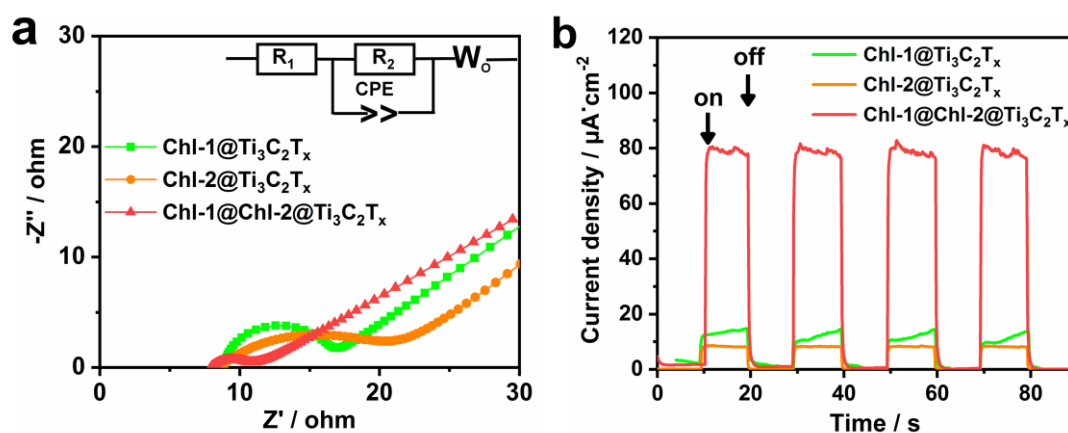 a
30
20
10
0
-Z" / ohm
R1
R2
CPE
Wo
Chl-1@Ti3C2Tx
Chl-2@Ti3C2Tx
Chl-1@Chl-2@Ti3C2Tx
0 10 20 30
Z' / ohm
b
120
100
80
60
40
20
0
Current density / μA·cm-2
on
off
Chl-1@Ti3C2Tx
Chl-2@Ti3C2Tx
Chl-1@Chl-2@Ti3C2Tx
0 20 40 60 80
Time / s